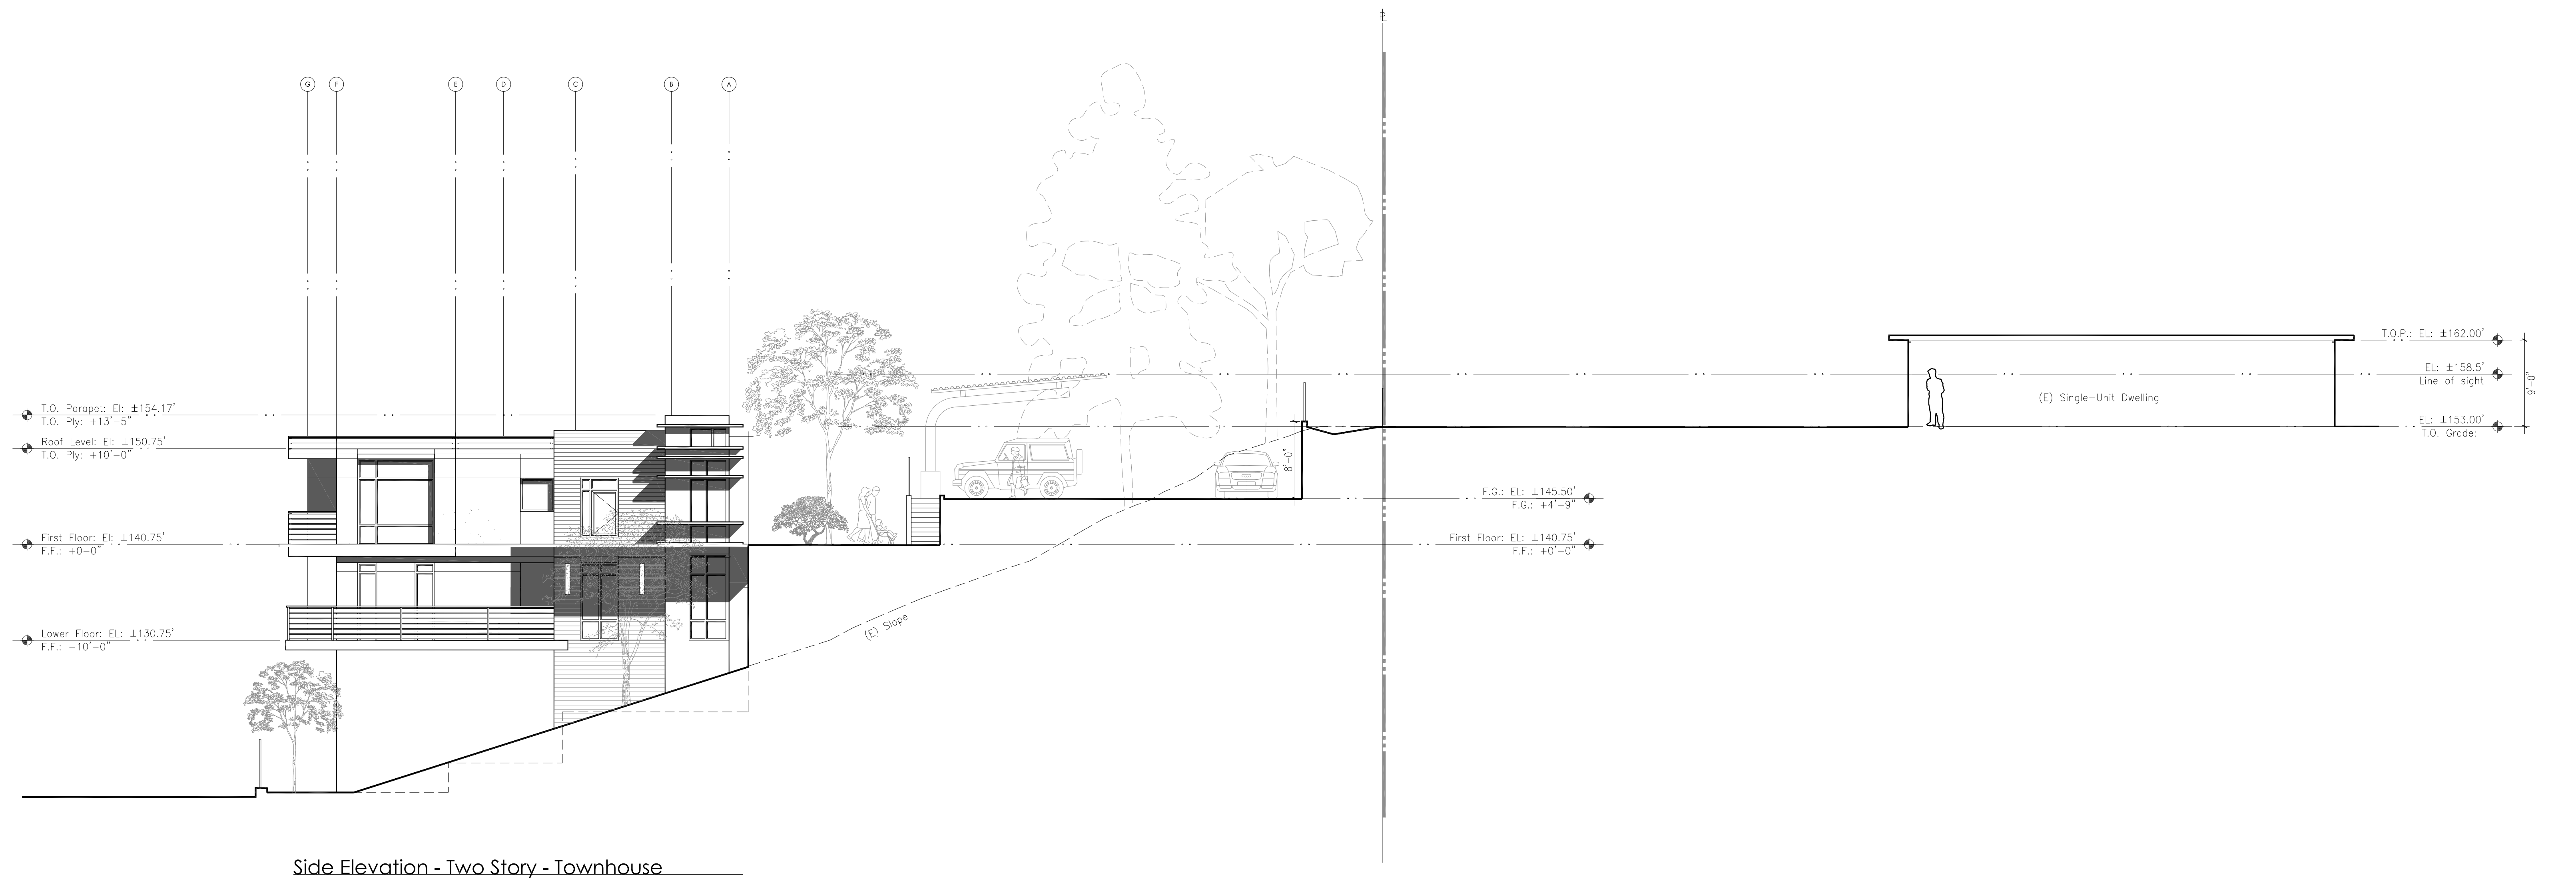 PL
G F E D C B A
T.O.P.: EL: ±162.00'
EL: ±158.5'
Line of sight
9'-0"
(E) Single-Unit Dwelling
T.O. Parapet: El: ±154.17'
T.O. Ply: +13'-5"
EL: ±153.00'
T.O. Grade:
Roof Level: El: ±150.75'
T.O. Ply: +10'-0"
8'-0"
F.G.: EL: ±145.50'
F.G.: +4'-9"
First Floor: El: ±140.75'
F.F.: +0-0"
First Floor: EL: ±140.75'
F.F.: +0'-0"
(E) Slope
Lower Floor: EL: ±130.75'
F.F.: -10'-0"
Side Elevation - Two Story - Townhouse